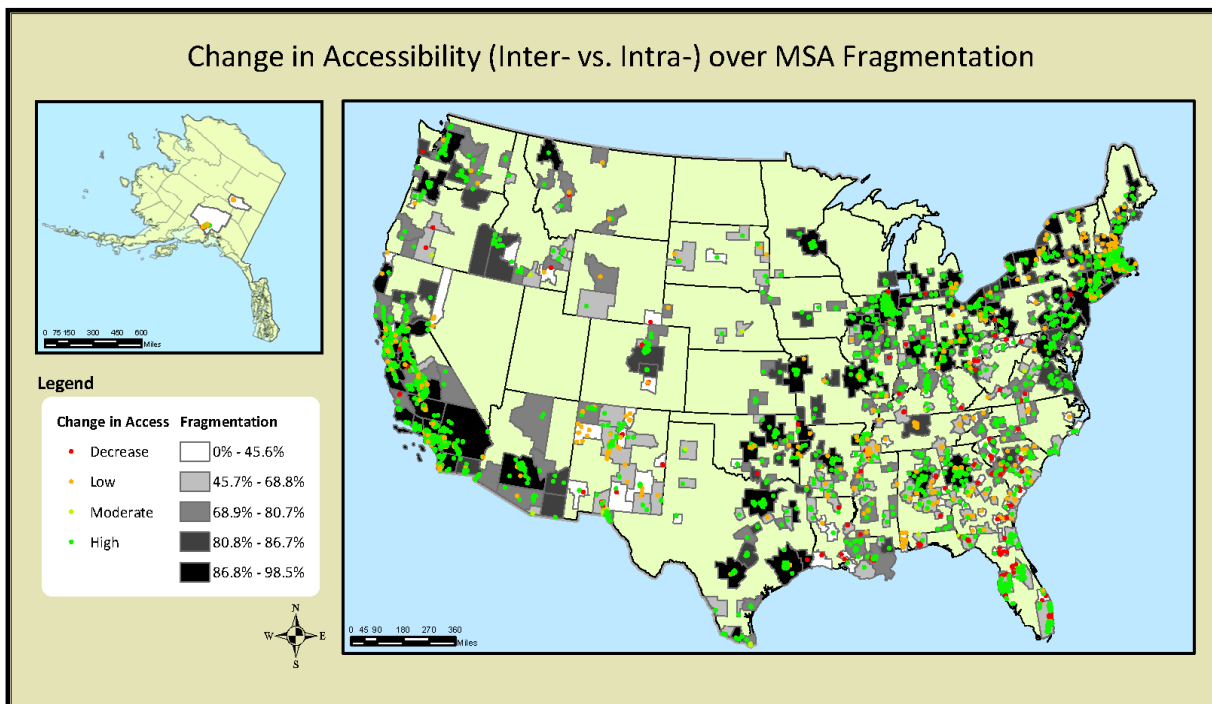 Change in Accessibility (Inter- vs. Intra-) over MSA Fragmentation
0 75 150 300 450 600
Miles
Legend
Change in Access Fragmentation
Decrease 0% - 45.6%
Low 45.7% - 68.8%
Moderate 68.9% - 80.7%
High 80.8% - 86.7%
86.8% - 98.5%
N
W E
S
0 45 90 180 270 360
Miles